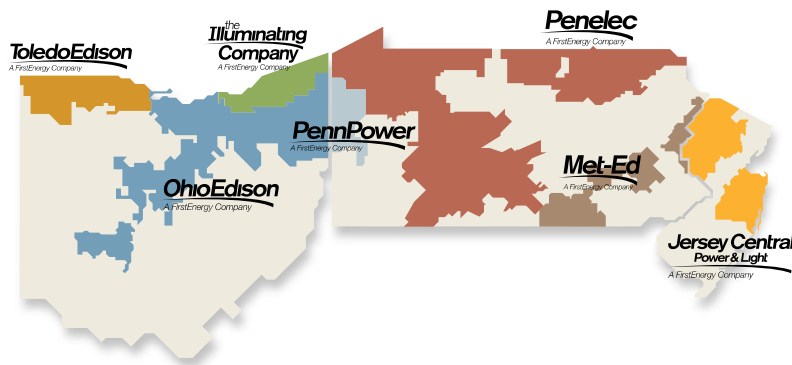 ToledoEdison
A FirstEnergy Company
the
Illuminating
Company
A FirstEnergy Company
Penelec
A FirstEnergy Company
PennPower
A FirstEnergy Company
OhioEdison
A FirstEnergy Company
Met-Ed
A FirstEnergy Company
Jersey Central
Power & Light
A FirstEnergy Company